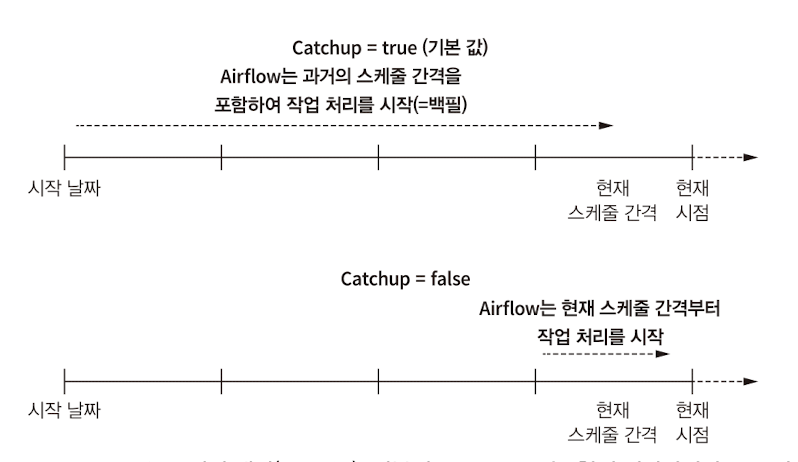 Catchup = true (기본 값)
Airflow는 과거의 스케줄 간격을
포함하여 작업 처리를 시작(=백필)
시작 날짜
현재
스케줄 간격
현재
시점
Catchup = false
Airflow는 현재 스케줄 간격부터
작업 처리를 시작
시작 날짜
현재
스케줄 간격
현재
시점